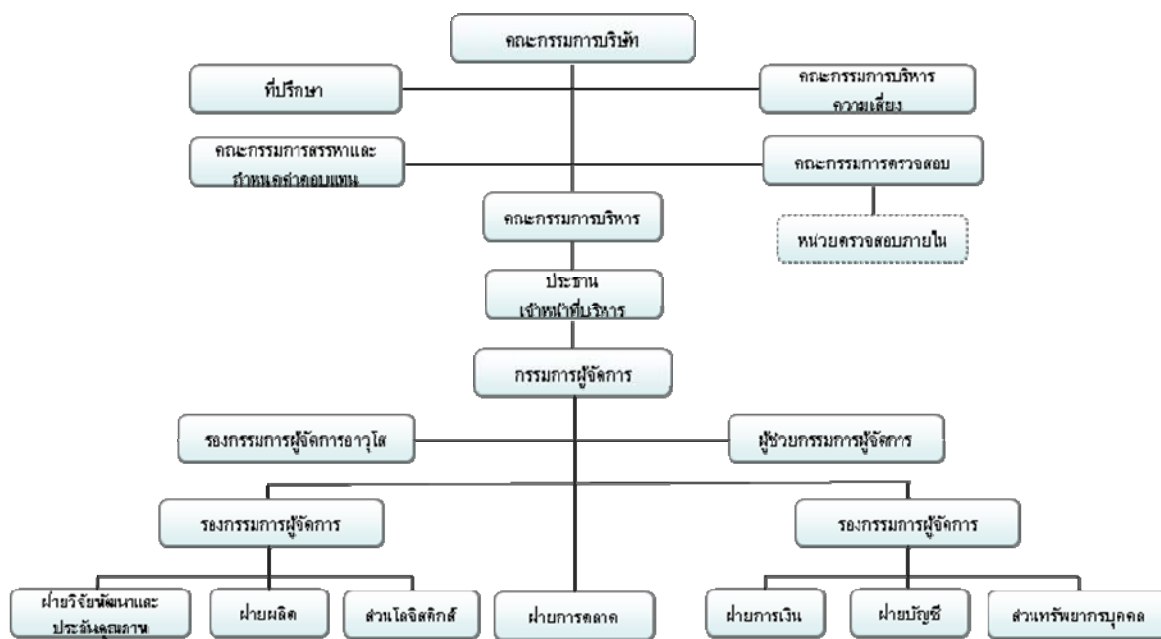 คณะกรรมการบริษัท
ที่ปรึกษา
คณะกรรมการบริหาร
ความเสี่ยง
คณะกรรมการสรรหาและ
กำหนดค่าตอบแทน
คณะกรรมการตรวจสอบ
คณะกรรมการบริหาร
หน่วยตรวจสอบภายใน
ประธาน
เจ้าหน้าที่บริหาร
กรรมการผู้จัดการ
รองกรรมการผู้จัดการอาวุโส
ผู้ช่วยกรรมการผู้จัดการ
รองกรรมการผู้จัดการ
รองกรรมการผู้จัดการ
ฝ่ายวิจัยพัฒนาและ
ประกันคุณภาพ
ฝ่ายผลิต
ส่วนโลจิสติกส์
ฝ่ายการตลาด
ฝ่ายการเงิน
ฝ่ายบัญชี
ส่วนทรัพยากรบุคคล